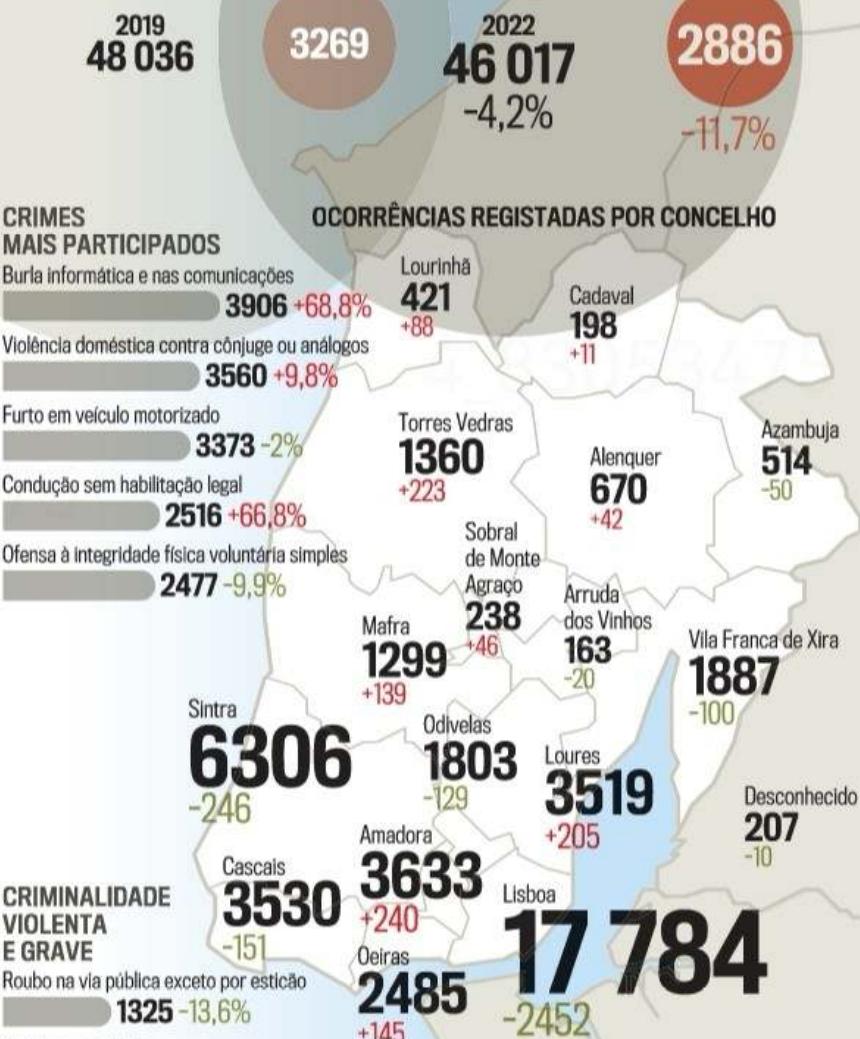 2019
48 036
3269
2022
46 017
-4,2%
2886
-11,7%
CRIMES
MAIS PARTICIPADOS
Burla informática e nas comunicações
3906 +68,8%
Violência doméstica contra cônjuge ou análogos
3560 +9,8%
Furto em veículo motorizado
3373 -2%
Condução sem habilitação legal
2516 +66,8%
Ofensa à integridade física voluntária simples
2477 -9,9%
OCORRÊNCIAS REGISTADAS POR CONCELHO
Lourinhã
421
+88
Cadaval
198
+11
Torres Vedras
1360
+223
Alenquer
670
+42
Azambuja
514
-50
Sobral
de Monte
Agraço
238
+46
Arruda
dos Vinhos
163
-20
Mafra
1299
+139
Vila Franca de Xira
1887
-100
Sintra
6306
-246
Odivelas
1803
-129
Loures
3519
+205
Desconhecido
207
-10
Amadora
3633
+240
Cascais
3530
-151
Lisboa
17 784
-2452
Oeiras
2485
+145
CRIMINALIDADE
VIOLENTA
E GRAVE
Roubo na via pública exceto por esticão
1325 -13,6%